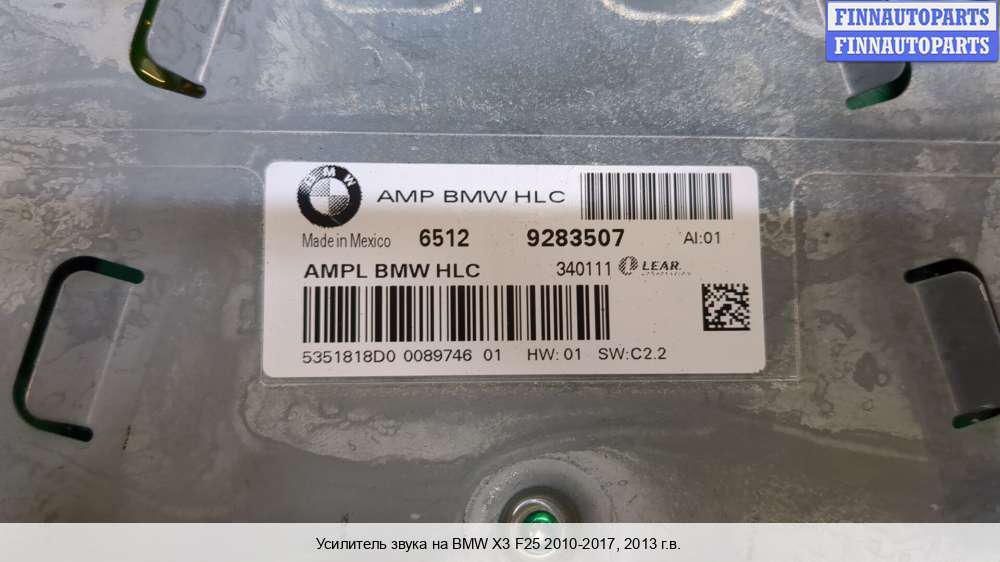 FINNAUTOPARTS
FINNAUTOPARTS
BMW
AMP BMW HLC
Made in Mexico 6512 9283507 AI:01
AMPL BMW HLC 340111 LEAR.
5351818D0 0089746 01 HW: 01 SW:C2.2
Усилитель звука на BMW X3 F25 2010-2017, 2013 г.в.